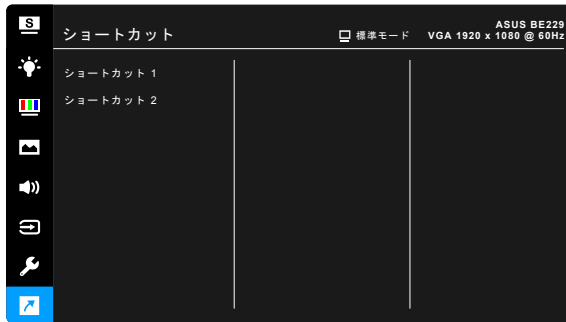 S
ショートカット
標準モード
ASUS BE229
VGA 1920 x 1080 @ 60Hz
ショートカット 1
ショートカット 2